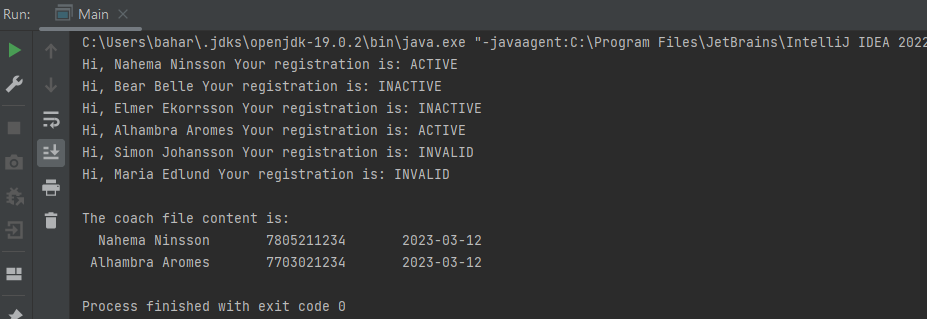 Run: Main
C:\Users\bahar\.jdks\openjdk-19.0.2\bin\java.exe "-javaagent:C:\Program Files\JetBrains\IntelliJ IDEA 2022
Hi, Nahema Ninsson Your registration is: ACTIVE
Hi, Bear Belle Your registration is: INACTIVE
Hi, Elmer Ekorrsson Your registration is: INACTIVE
Hi, Alhambra Aromes Your registration is: ACTIVE
Hi, Simon Johansson Your registration is: INVALID
Hi, Maria Edlund Your registration is: INVALID
The coach file content is:
Nahema Ninsson 7805211234 2023-03-12
Alhambra Aromes 7703021234 2023-03-12
Process finished with exit code 0